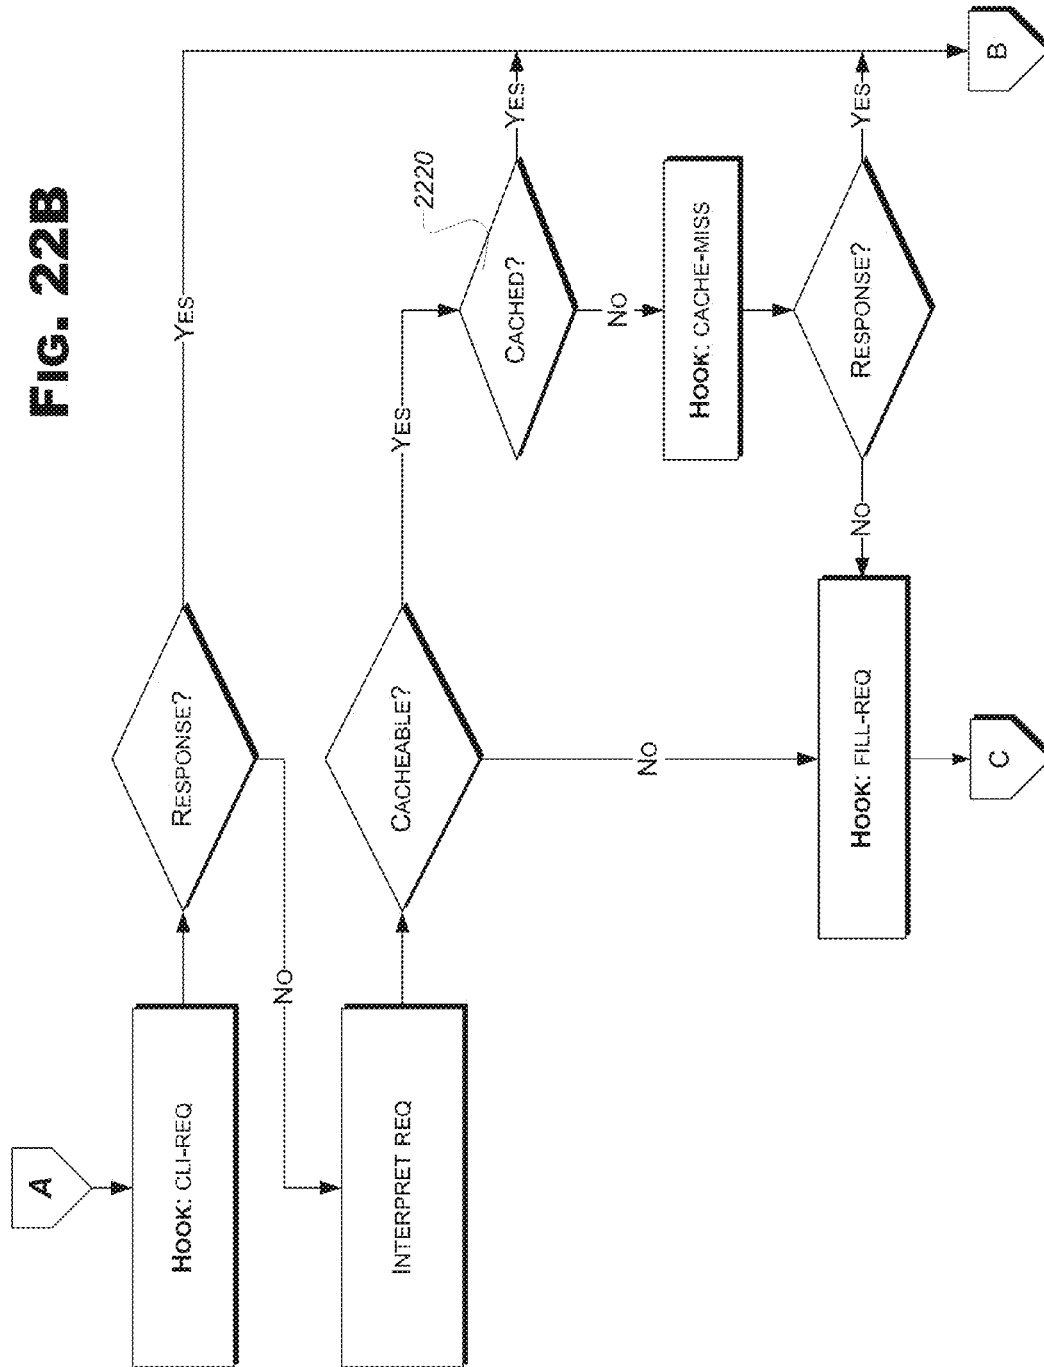 FIG. 22B
A
HOOK: CLI-REQ
RESPONSE?
YES
NO
INTERPRET REQ
CACHEABLE?
YES
NO
2220
CACHED?
YES
NO
HOOK: CACHE-MISS
RESPONSE?
YES
NO
HOOK: FILL-REQ
C
B